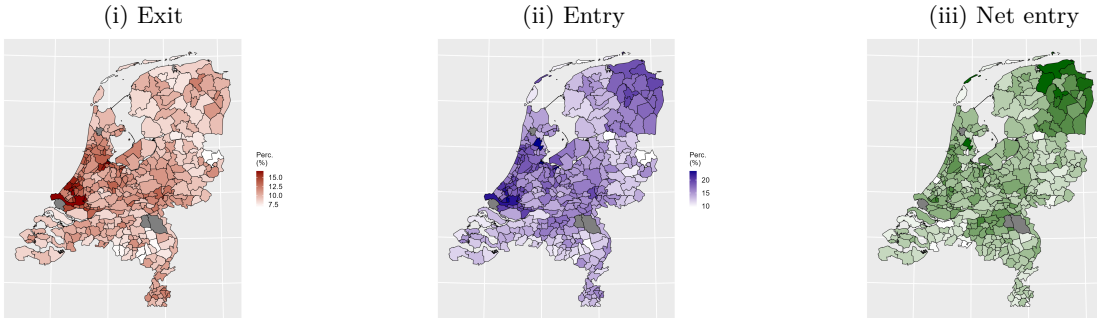 (i) Exit
(ii) Entry
(iii) Net entry
Perc.
(%)
15.0
12.5
10.0
7.5
Perc.
(%)
20
15
10